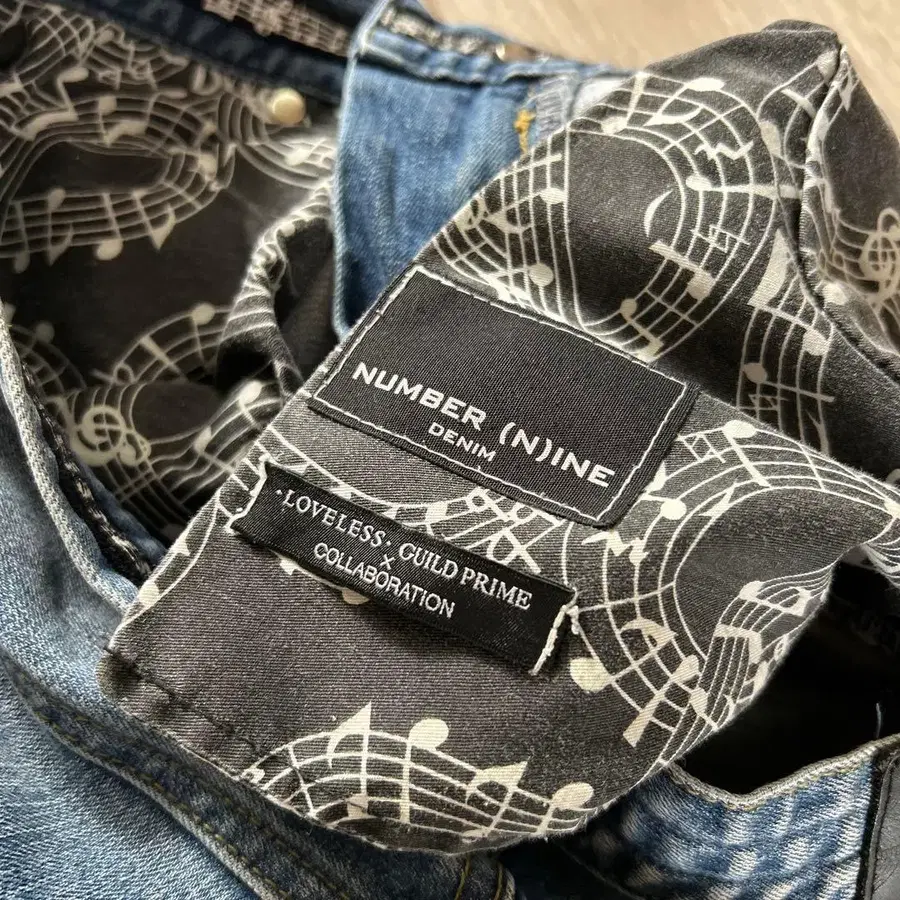 NUMBER (N)INE
DENIM
·LOVELESS· GUILD PRIME
×
COLLABORATION